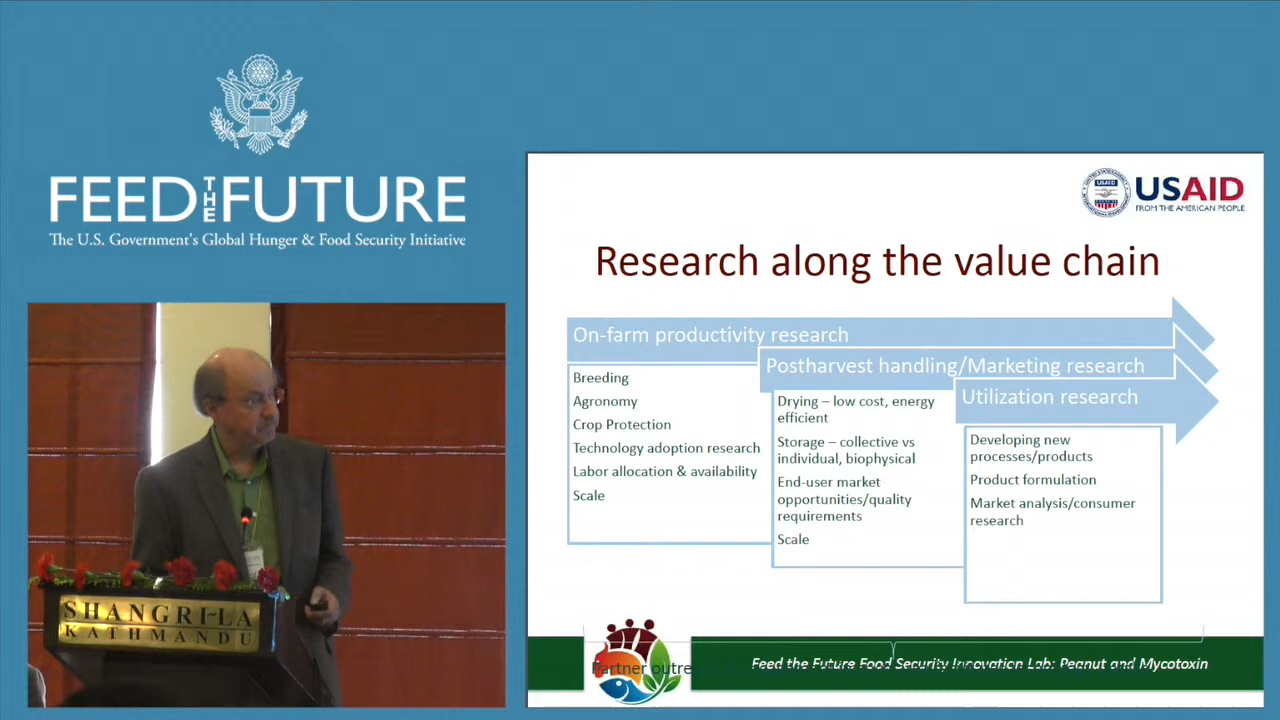 FEED THE FUTURE
The U.S. Government's Global Hunger & Food Security Initiative
USAID
FROM THE AMERICAN PEOPLE
Research along the value chain
On-farm productivity research
Breeding
Agronomy
Crop Protection
Technology adoption research
Labor allocation & availability
Scale
Postharvest handling/Marketing research
Drying – low cost, energy
efficient
Storage – collective vs
individual, biophysical
End-user market
opportunities/quality
requirements
Scale
Utilization research
Developing new
processes/products
Product formulation
Market analysis/consumer
research
SHANGRI-LA
KATHMANDU
Partner
Feed the Future Food Security Innovation Lab: Peanut and Mycotoxin